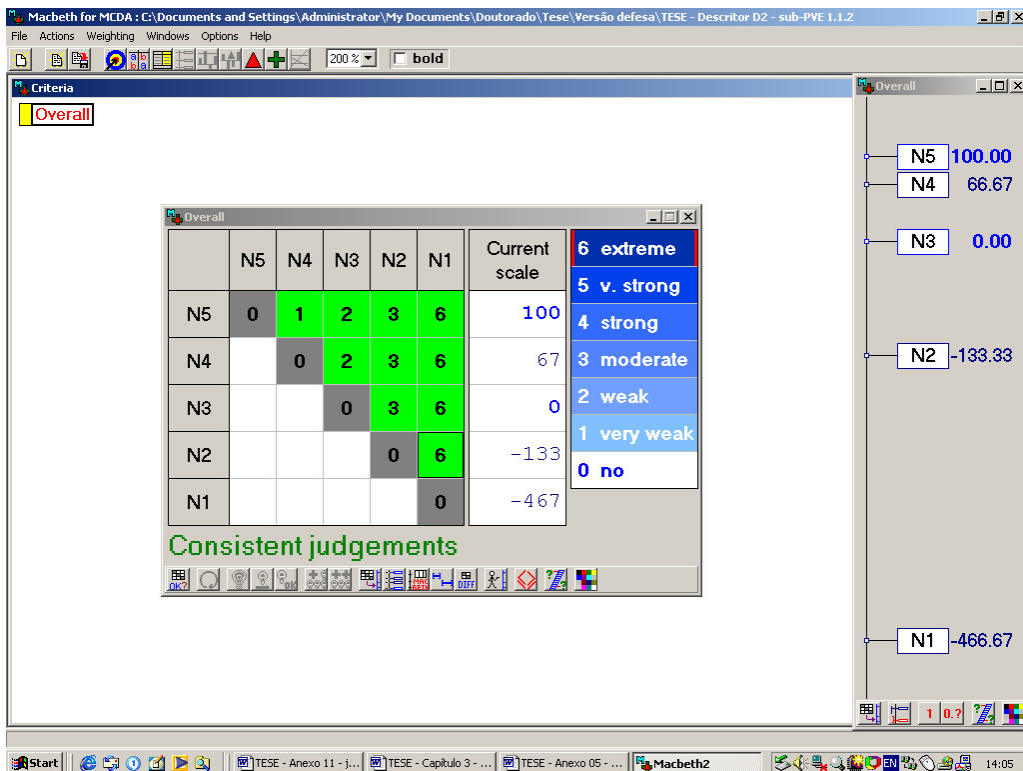 Macbeth for MCDA : C:\Documents and Settings\Administrator\My Documents\Doutorado\Tese\Versão defesa\TESE - Descritor D2 - sub-PVE 1.1.2
File Actions Weighting Windows Options Help
200 % bold
Criteria
Overall
Overall
N5 100.00
N4 66.67
N3 0.00
N2 -133.33
N1 -466.67
1 0.?
Overall
N5 N4 N3 N2 N1 Current scale
N5 0 1 2 3 6 100
N4 0 2 3 6 67
N3 0 3 6 0
N2 0 6 -133
N1 0 -467
6 extreme
5 v. strong
4 strong
3 moderate
2 weak
1 very weak
0 no
Consistent judgements
OK? DIFF
Start TESE - Anexo 11 - j... TESE - Capítulo 3 - ... TESE - Anexo 05 - ... Macbeth2 EN 14:05